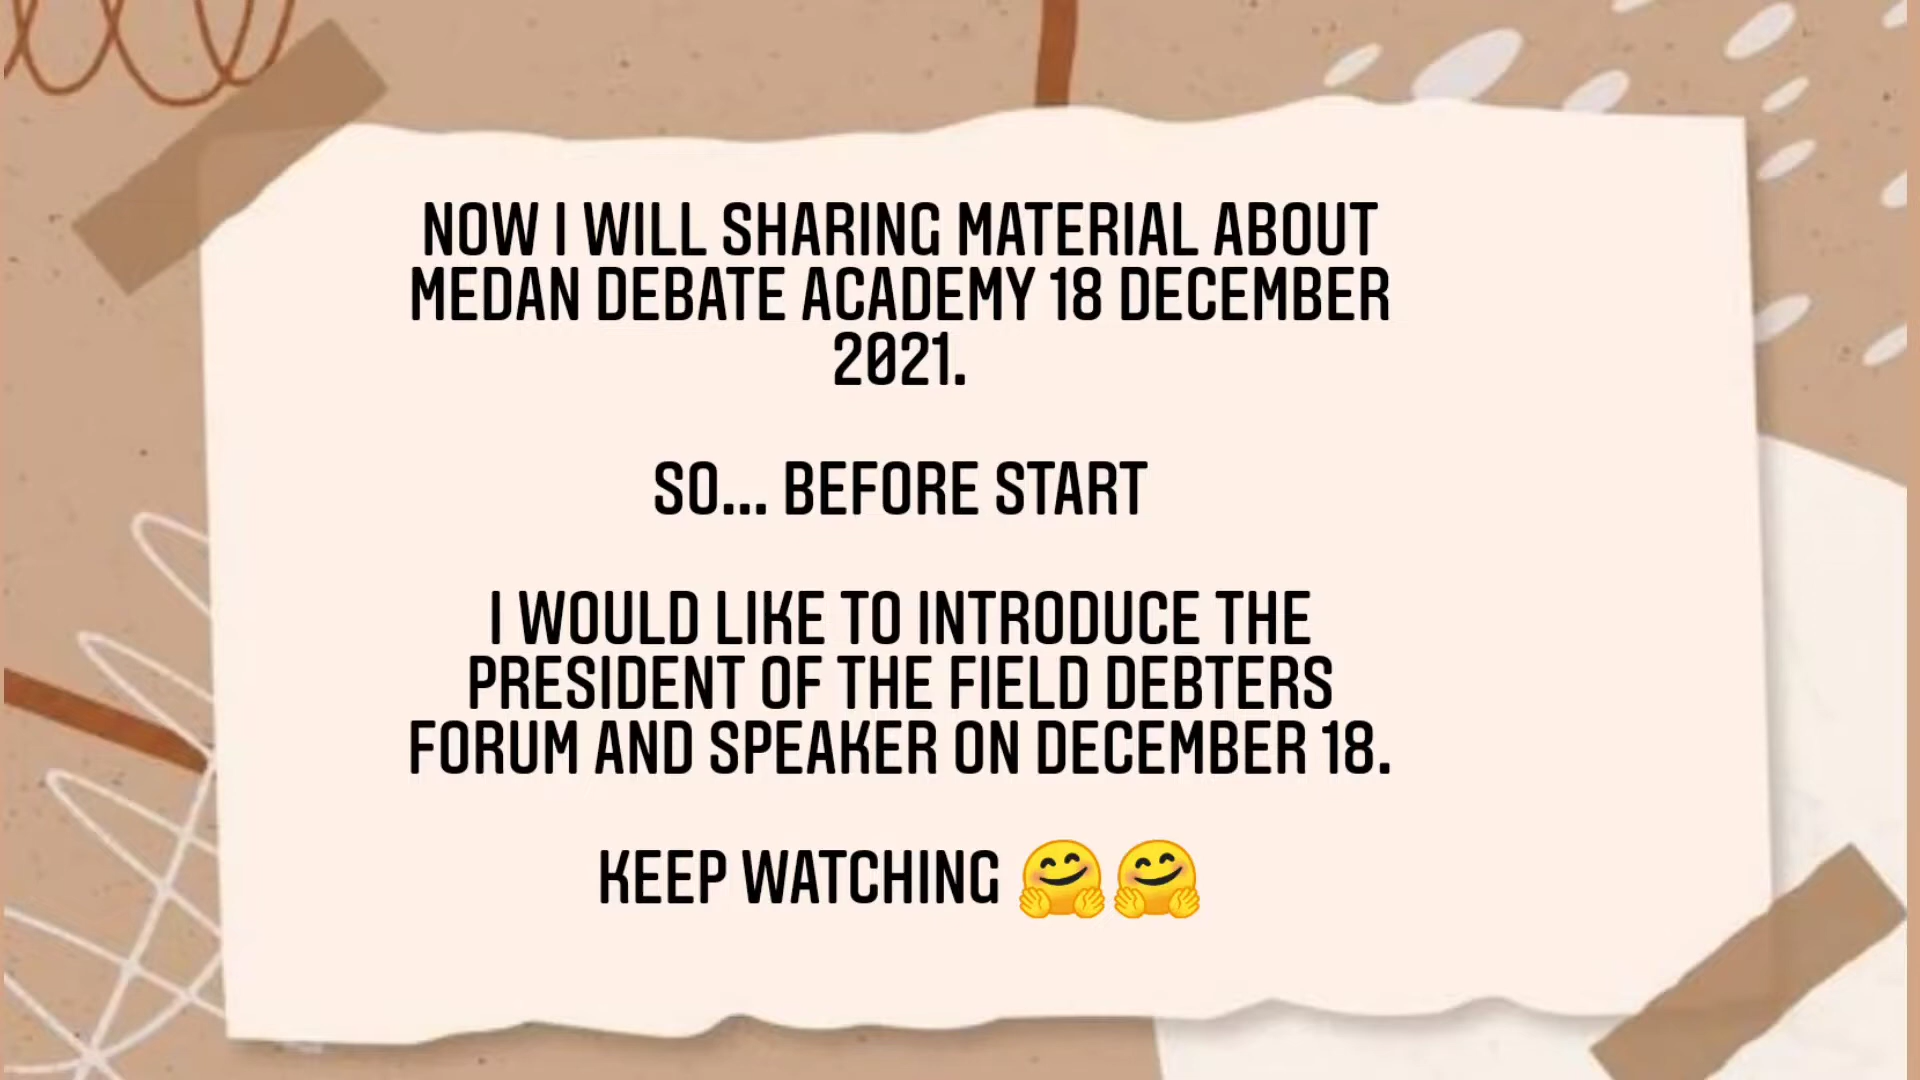 NOW I WILL SHARING MATERIAL ABOUT
MEDAN DEBATE ACADEMY 18 DECEMBER
2021.
SO... BEFORE START
I WOULD LIKE TO INTRODUCE THE
PRESIDENT OF THE FIELD DEBTERS
FORUM AND SPEAKER ON DECEMBER 18.
KEEP WATCHING 🤗🤗